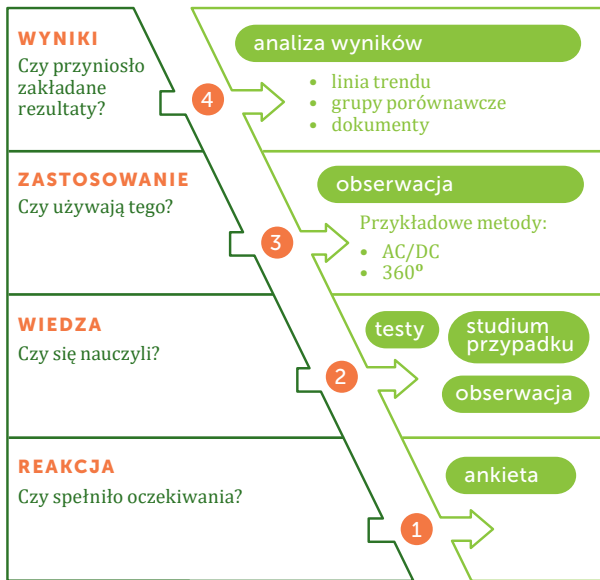 WYNIKI
Czy przyniosło
zakładane
rezultaty?
4
analiza wyników
• linia trendu
• grupy porównawcze
• dokumenty
ZASTOSOWANIE
Czy używają tego?
3
obserwacja
Przykładowe metody:
• AC/DC
• 360º
WIEDZA
Czy się nauczyli?
2
testy
studium
przypadku
obserwacja
REAKCJA
Czy spełniło oczekiwania?
1
ankieta